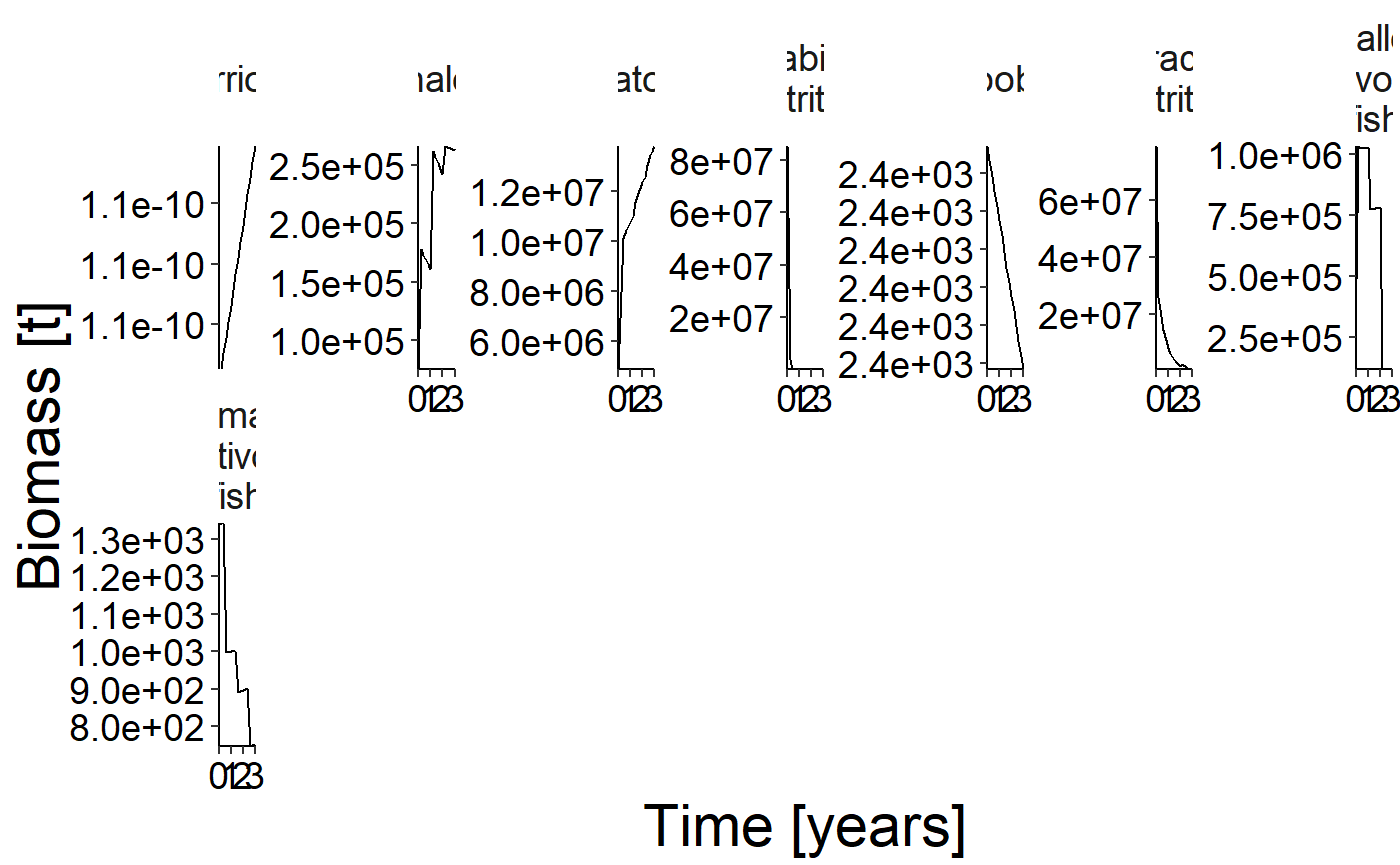 rric
nale
atc
abi
trit
oob
rac
trit
alle
vo
ish
2.5e+05
2.0e+05
1.5e+05
1.0e+05
1.1e-10
1.1e-10
1.1e-10
1.2e+07
1.0e+07
8.0e+06
6.0e+06
8e+07
6e+07
4e+07
2e+07
2.4e+03
2.4e+03
2.4e+03
2.4e+03
2.4e+03
2.4e+03
6e+07
4e+07
2e+07
1.0e+06
7.5e+05
5.0e+05
2.5e+05
0123
0123
0123
0123
0123
0123
ma
tive
ish
1.3e+03
1.2e+03
1.1e+03
1.0e+03
9.0e+02
8.0e+02
0123
Biomass [t]
Time [years]